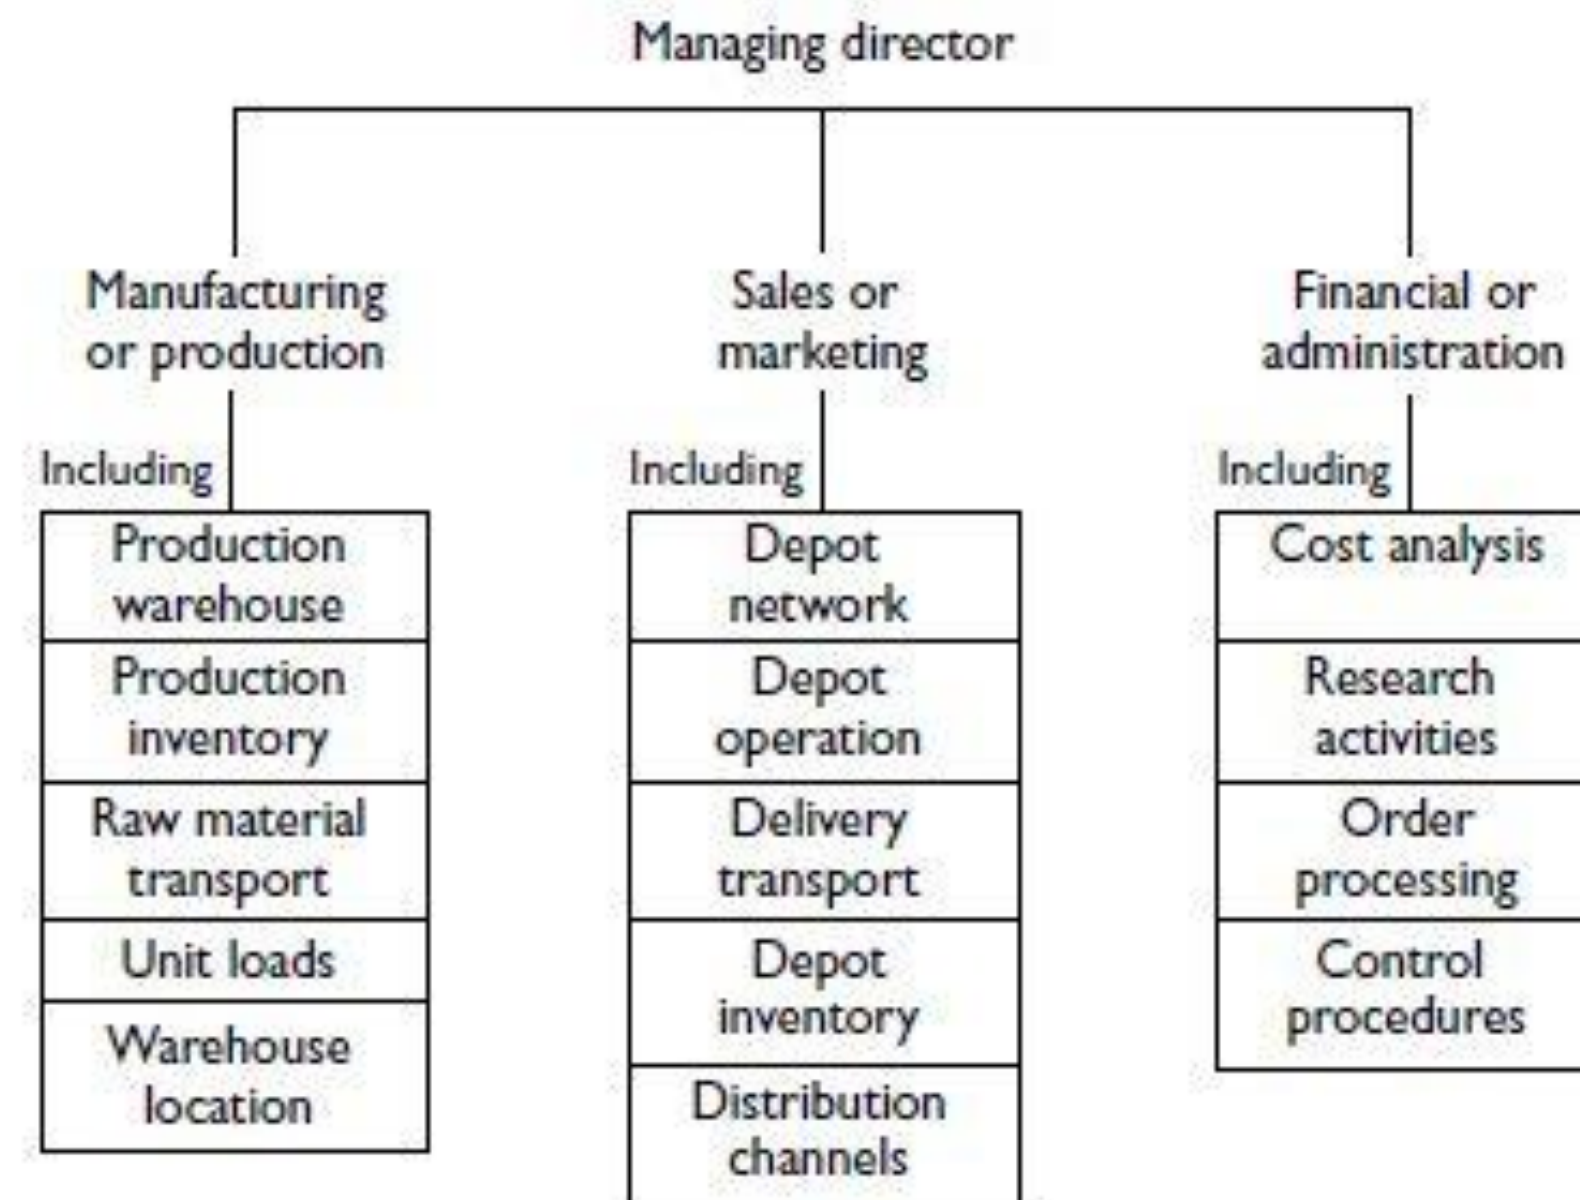 Managing director
Manufacturing
or production
Including
Production
warehouse
Production
inventory
Raw material
transport
Unit loads
Warehouse
location
Sales or
marketing
Including
Depot
network
Depot
operation
Delivery
transport
Depot
inventory
Distribution
channels
Financial or
administration
Including
Cost analysis
Research
activities
Order
processing
Control
procedures